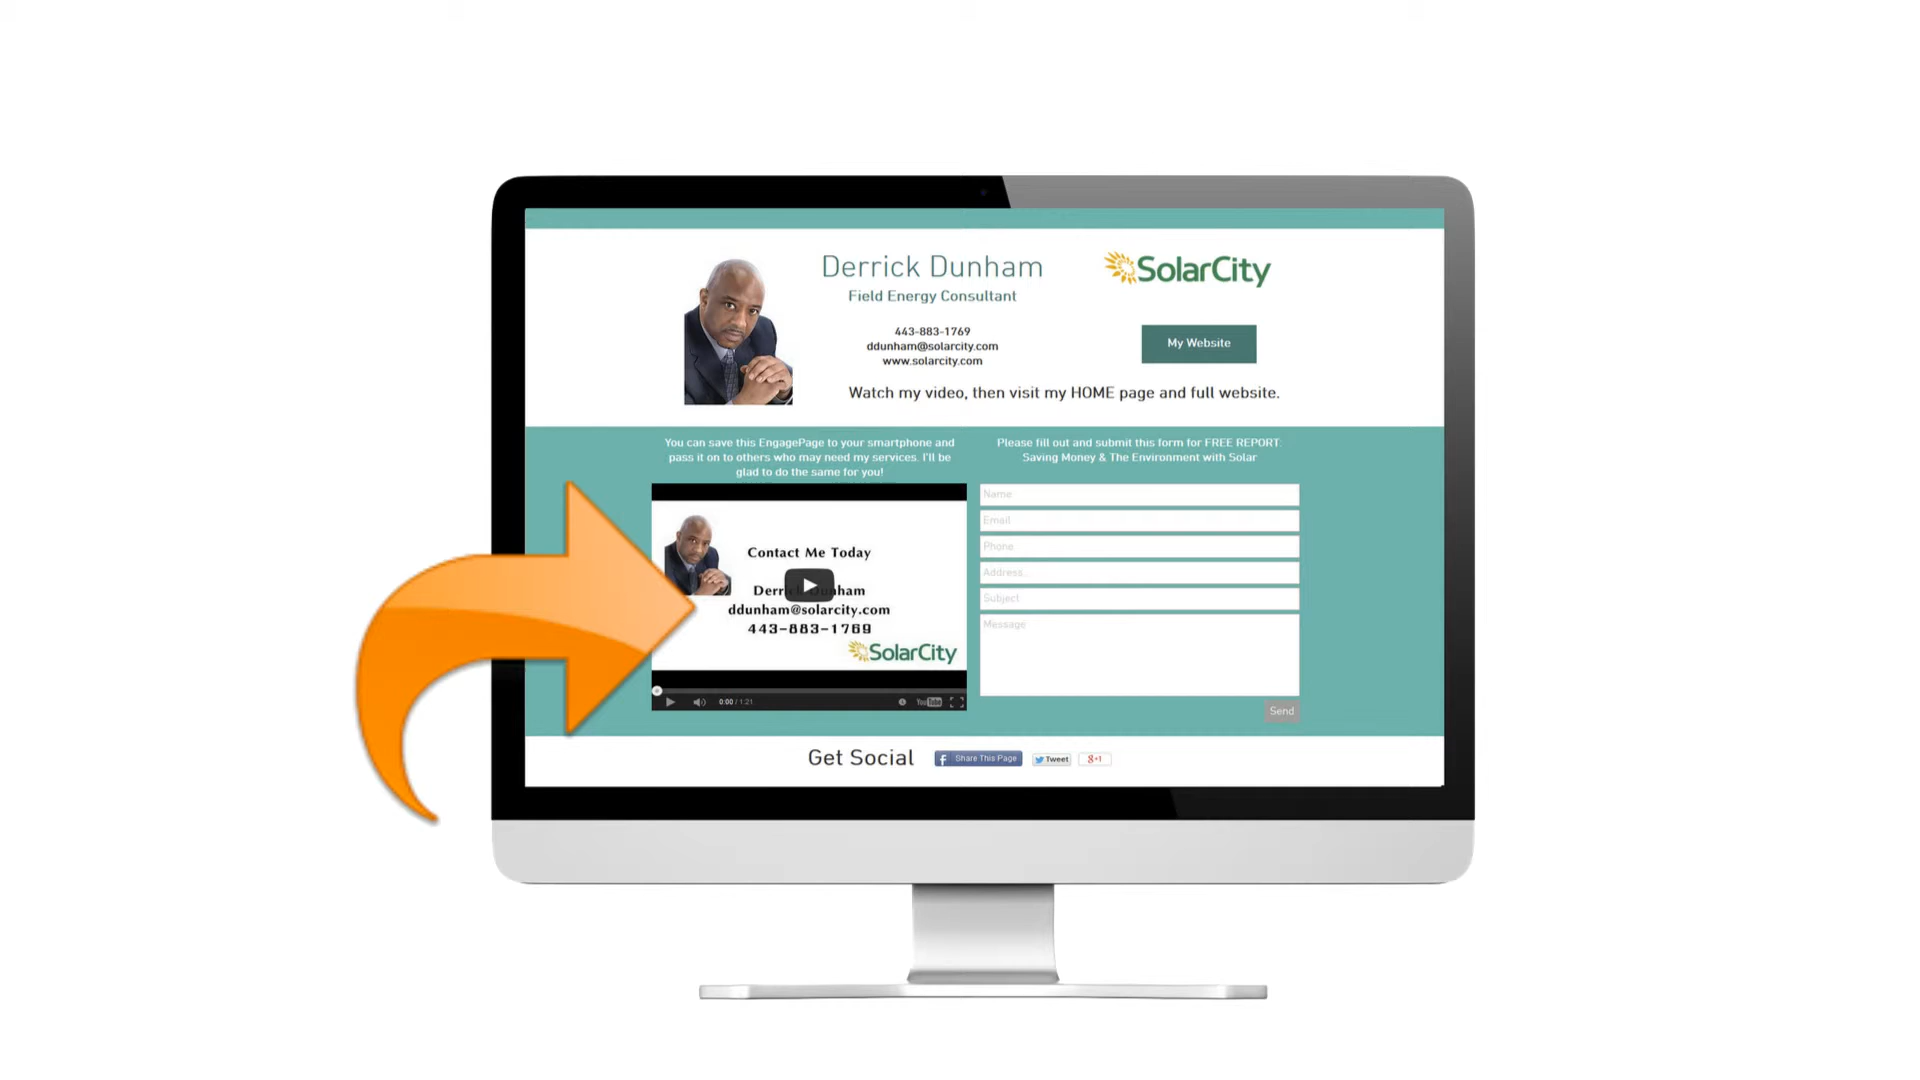 Derrick Dunham
Field Energy Consultant
SolarCity
443-883-1769
ddunham@solarcity.com
www.solarcity.com
My Website
Watch my video, then visit my HOME page and full website.
You can save this EngagePage to your smartphone and
pass it on to others who may need my services. I'll be
glad to do the same for you!
Please fill out and submit this form for FREE REPORT:
Saving Money & The Environment with Solar
Contact Me Today
Derrick Dunham
ddunham@solarcity.com
443-883-1769
SolarCity
0:00 / 1:21
YouTube
Name
Email
Phone
Address..
Subject
Message
Send
Get Social
f Share This Page
Tweet
g+1